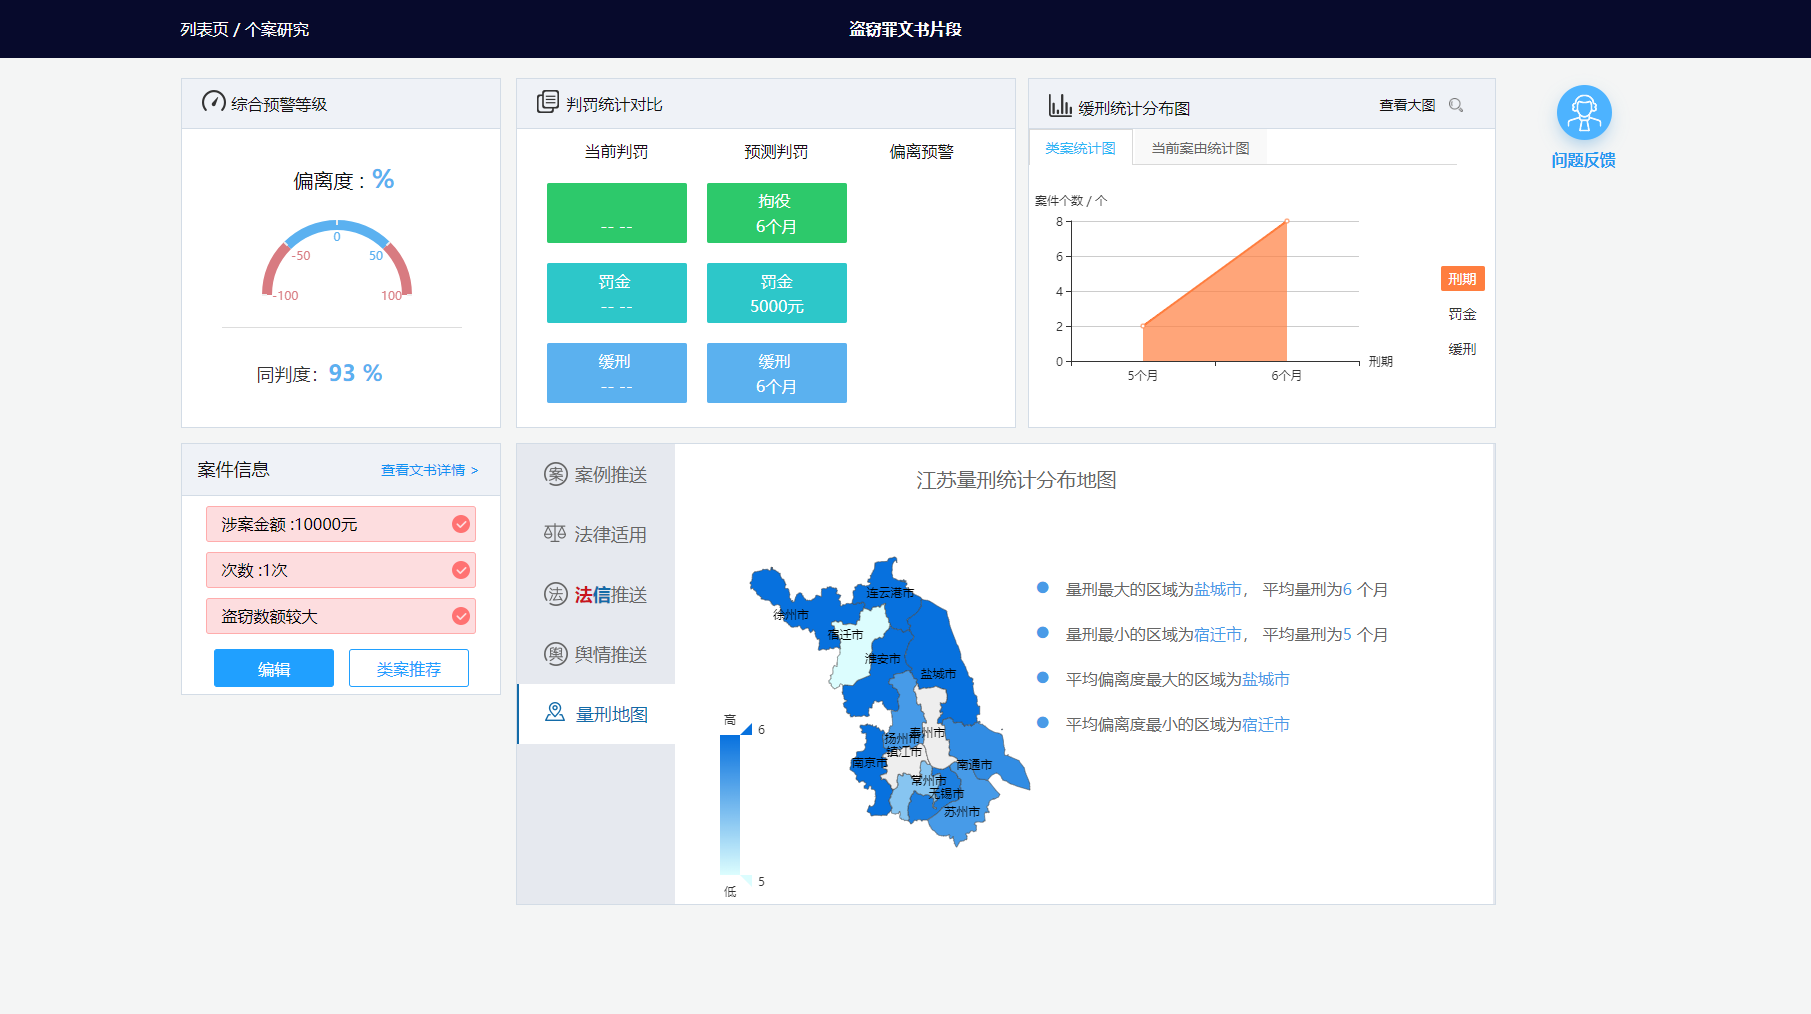 列表页 / 个案研究
盗窃罪文书片段
综合预警等级
偏离度：%
0
-50
50
-100
100
同判度： 93 %
判罚统计对比
当前判罚 预测判罚 偏离预警
-- --
拘役
6个月
罚金
-- --
罚金
5000元
缓刑
-- --
缓刑
6个月
缓刑统计分布图
查看大图
类案统计图 当前案由统计图
案件个数 / 个
8
6
4
2
0
5个月
6个月
刑期
刑期
罚金
缓刑
问题反馈
案件信息
查看文书详情 >
涉案金额 :10000元
次数 :1次
盗窃数额较大
编辑
类案推荐
案 案例推送
法律适用
法 法信推送
舆 舆情推送
量刑地图
江苏量刑统计分布地图
连云港市
徐州市
宿迁市
淮安市
盐城市
泰州市
扬州市
镇江市
南京市
南通市
常州市
无锡市
苏州市
高
6
5
低
量刑最大的区域为盐城市， 平均量刑为6 个月
量刑最小的区域为宿迁市， 平均量刑为5 个月
平均偏离度最大的区域为盐城市
平均偏离度最小的区域为宿迁市